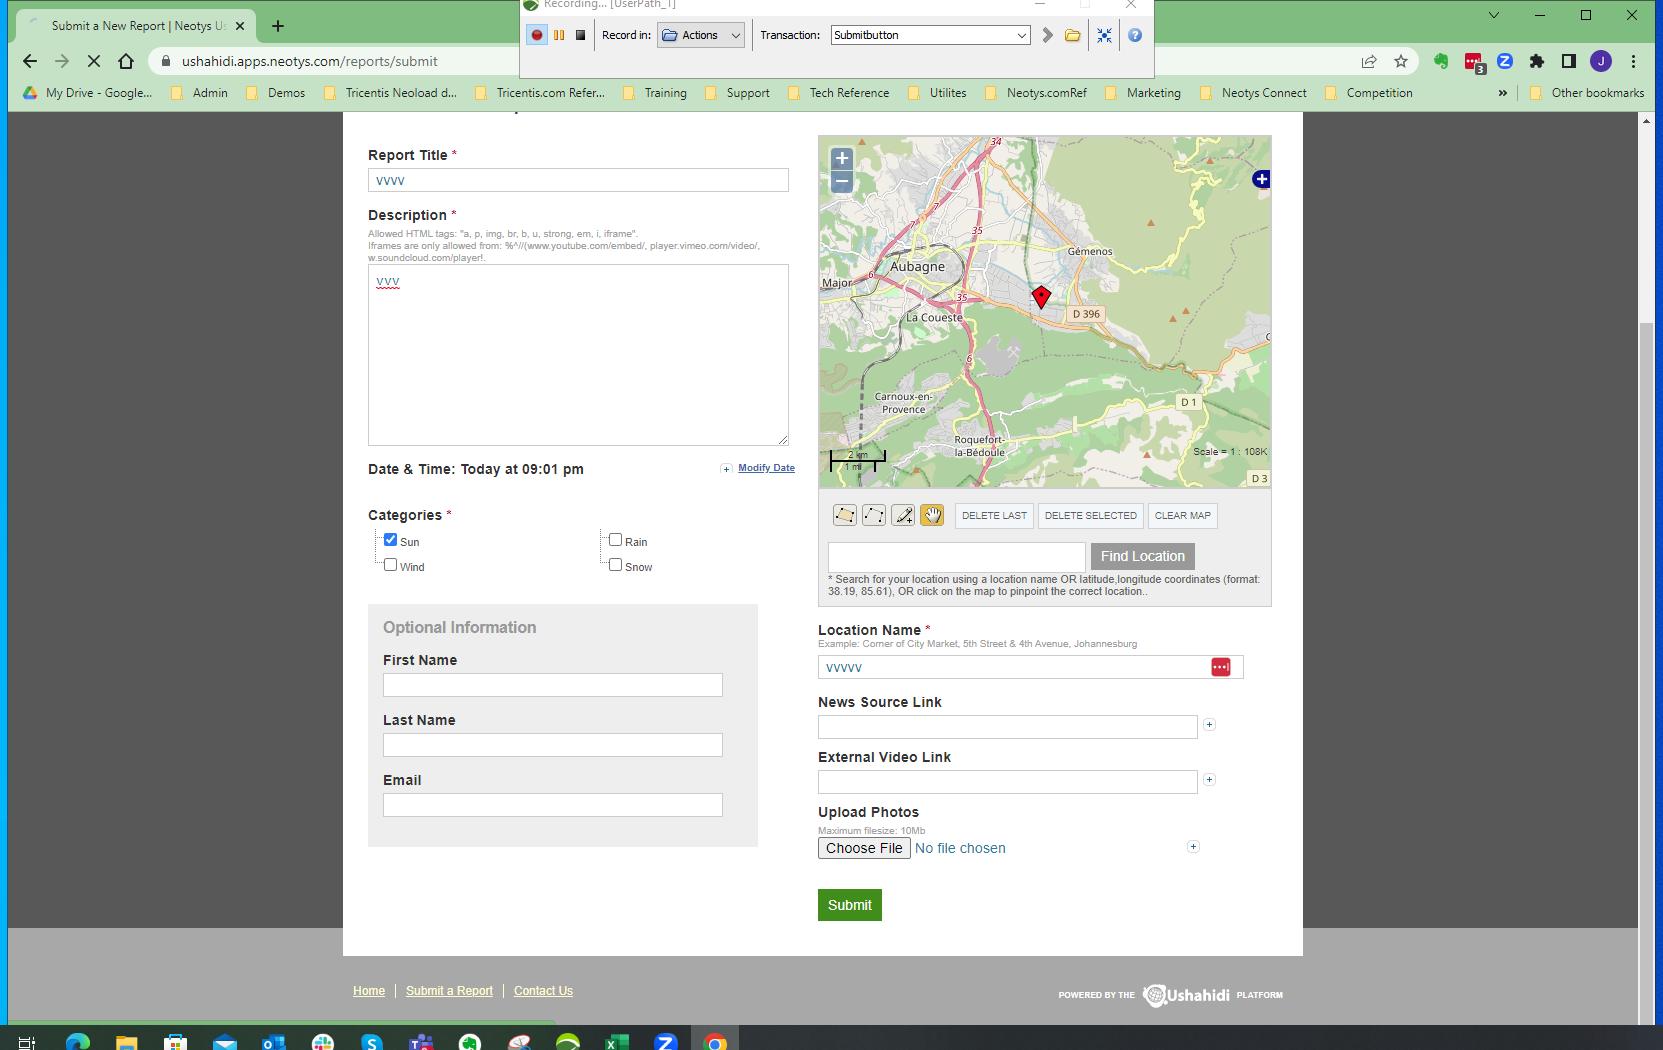 Recording... [UserPath_1]
Submit a New Report | Neotys Us
Record in:
Actions
Transaction:
Submitbutton
ushahidi.apps.neotys.com/reports/submit
3
J
My Drive - Google...
Admin
Demos
Tricentis Neoload d...
Tricentis.com Refer...
Training
Support
Tech Reference
Utilites
Neotys.comRef
Marketing
Neotys Connect
Competition
»
Other bookmarks
Report Title *
vvvv
Description *
Allowed HTML tags: "a, p, img, br, b, u, strong, em, i, iframe".
Iframes are only allowed from: %^//(www.youtube.com/embed/, player.vimeo.com/video/,
w.soundcloud.com/player!.
vvv
Date & Time: Today at 09:01 pm
Modify Date
Categories *
Sun
Rain
Wind
Snow
Optional Information
First Name
Last Name
Email
34
7
7
35
Gémenos
Aubagne
6
Major
35
La Coueste
D 396
6
Carnoux-en-
Provence
D 1
Roquefort-
la-Bédoule
2 km
1 mi
Scale = 1 : 108K
D 3
DELETE LAST
DELETE SELECTED
CLEAR MAP
Find Location
* Search for your location using a location name OR latitude,longitude coordinates (format:
38.19, 85.61), OR click on the map to pinpoint the correct location..
Location Name *
Example: Corner of City Market, 5th Street & 4th Avenue, Johannesburg
vvvvv
News Source Link
External Video Link
Upload Photos
Maximum filesize: 10Mb
Choose File No file chosen
Submit
Home
Submit a Report
Contact Us
POWERED BY THE Ushahidi PLATFORM